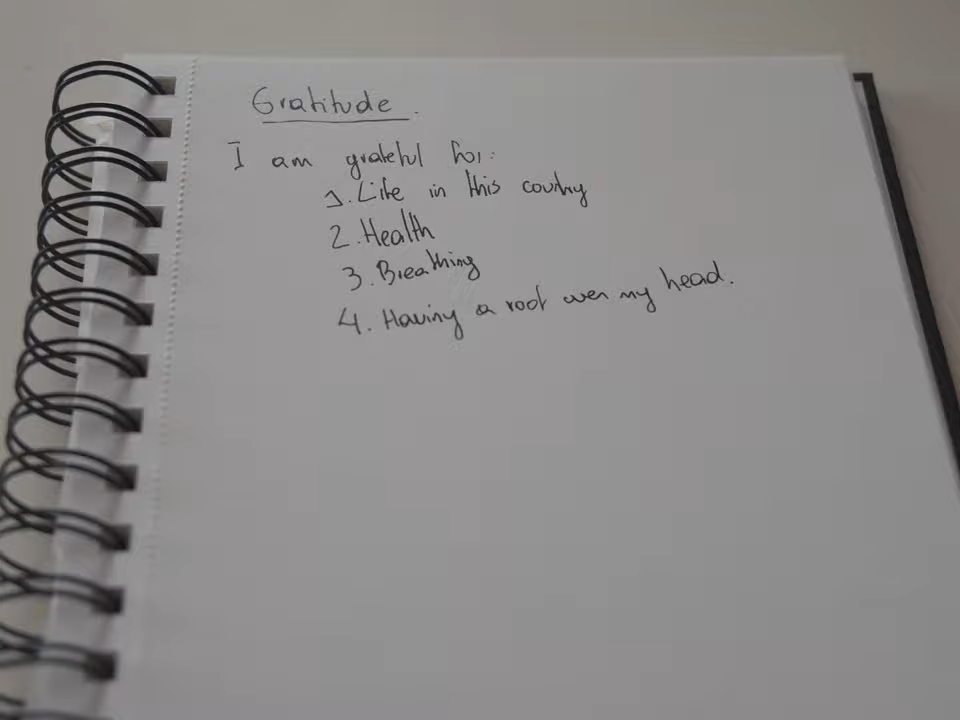 Gratitude.
I am grateful for:
1. Life in this country
2. Health
3. Breathing
4. Having a roof over my head.